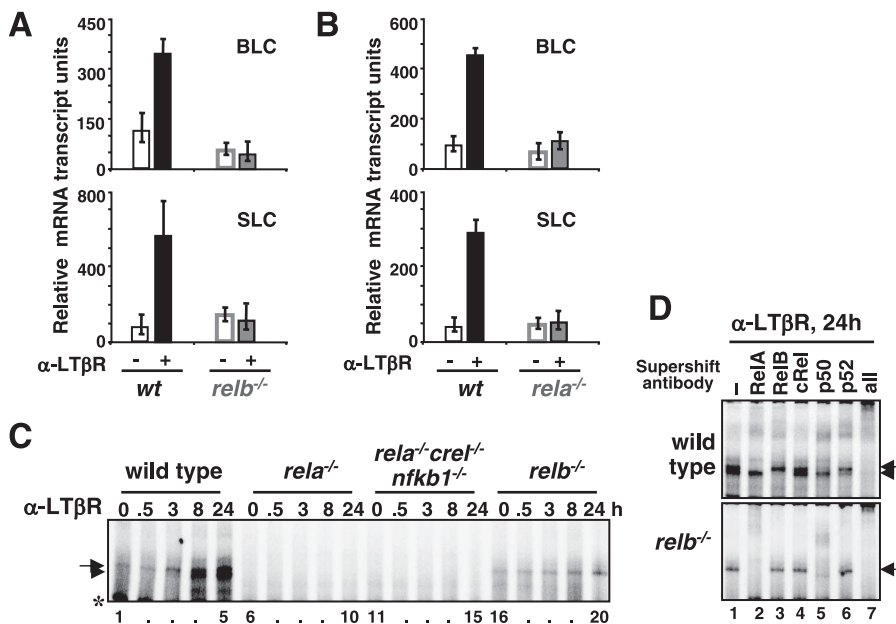 A
Relative mRNA transcript units
450
300
150
0
BLC
800
400
0
SLC
α-LTβR - + - +
wt relb-/-
B
600
400
200
0
BLC
400
200
0
SLC
- + - +
wt rela-/-
C
wild type rela-/- rela-/-crel-/- nfkb1-/- relb-/-
α-LTβR 0 .5 3 8 24 0 .5 3 8 24 0 .5 3 8 24 0 .5 3 8 24 h
*
1 . . . 5 6 . . . 10 11 . . . 15 16 . . . 20
D
α-LTβR, 24h
Supershift antibody
- RelA RelB cRel p50 p52 all
wild type
relb-/-
1 2 3 4 5 6 7